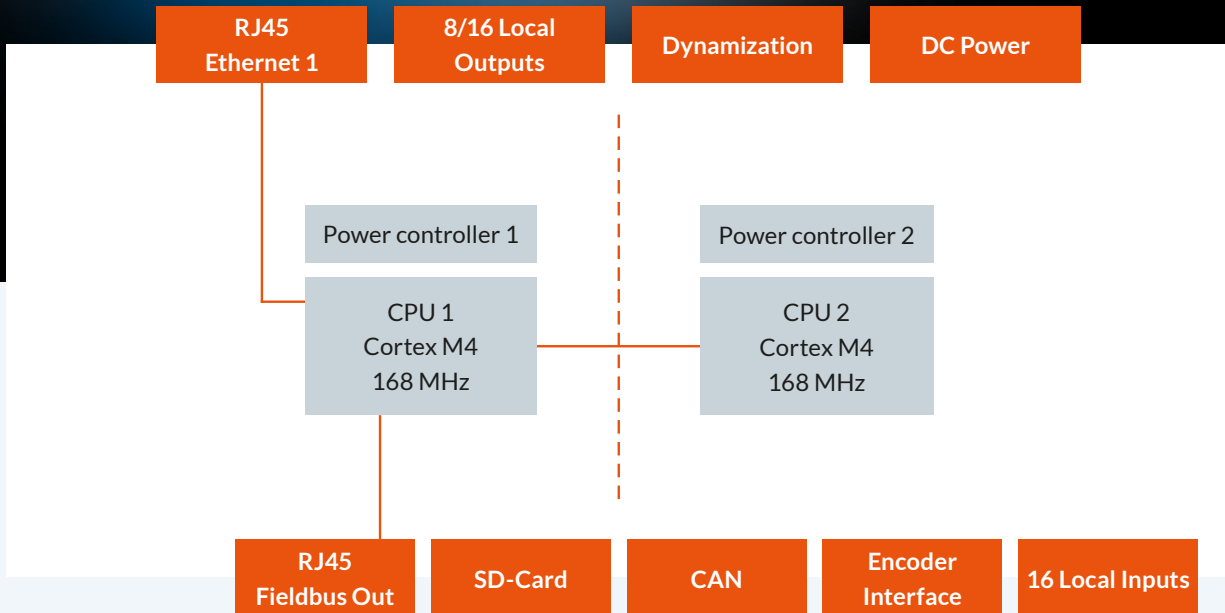 RJ45
Ethernet 1
8/16 Local
Outputs
Dynamization
DC Power
Power controller 1
Power controller 2
CPU 1
Cortex M4
168 MHz
CPU 2
Cortex M4
168 MHz
RJ45
Fieldbus Out
SD-Card
CAN
Encoder
Interface
16 Local Inputs